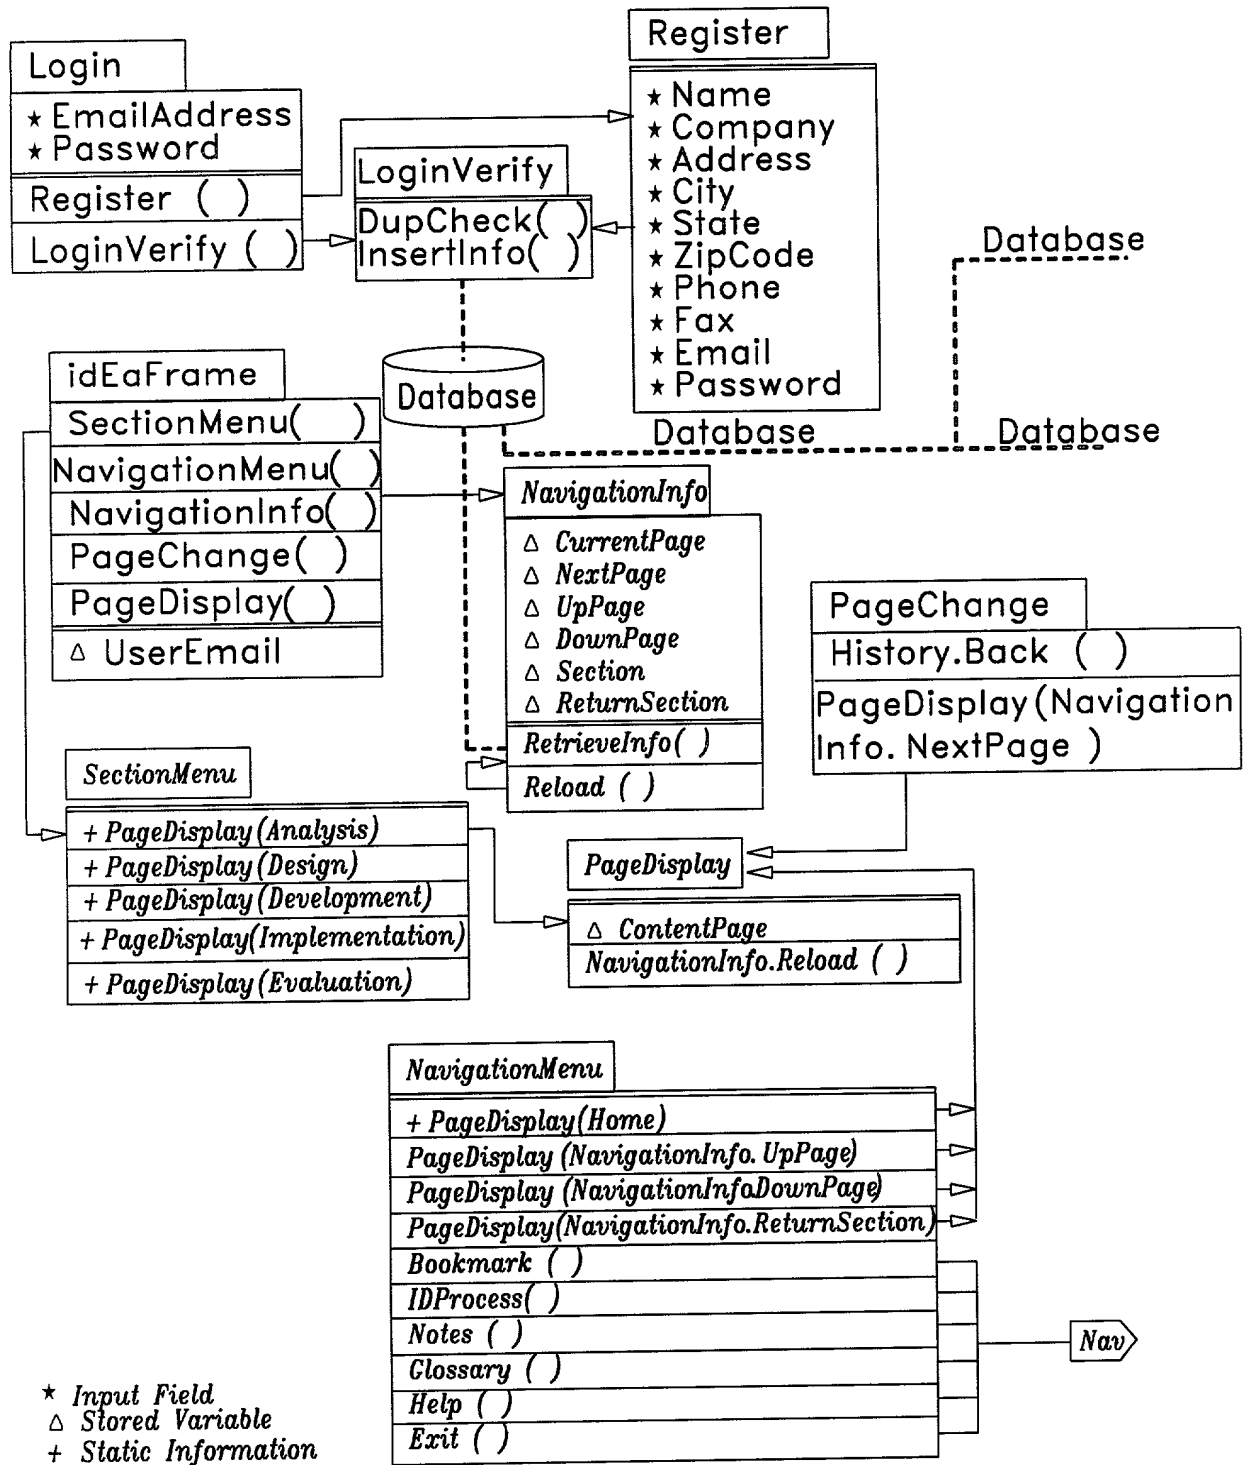 Login
★ EmailAddress
★ Password
Register ( )
LoginVerify ( )
LoginVerify
DupCheck( )
InsertInfo( )
Register
★ Name
★ Company
★ Address
★ City
★ State
★ ZipCode
★ Phone
★ Fax
★ Email
★ Password
Database
Database
Database
Database
idEaFrame
SectionMenu( )
NavigationMenu( )
NavigationInfo( )
PageChange( )
PageDisplay( )
△ UserEmail
NavigationInfo
△ CurrentPage
△ NextPage
△ UpPage
△ DownPage
△ Section
△ ReturnSection
RetrieveInfo( )
Reload ( )
PageChange
History.Back ( )
PageDisplay(Navigation
Info. NextPage )
SectionMenu
+ PageDisplay(Analysis)
+ PageDisplay(Design)
+ PageDisplay(Development)
+ PageDisplay(Implementation)
+ PageDisplay(Evaluation)
PageDisplay
△ ContentPage
NavigationInfo.Reload ( )
NavigationMenu
+ PageDisplay(Home)
PageDisplay (NavigationInfo. UpPage)
PageDisplay (NavigationInfoDownPage)
PageDisplay(NavigationInfo.ReturnSection)
Bookmark ( )
IDProcess( )
Notes ( )
Glossary ( )
Help ( )
Exit ( )
Nav
★ Input Field
△ Stored Variable
+ Static Information